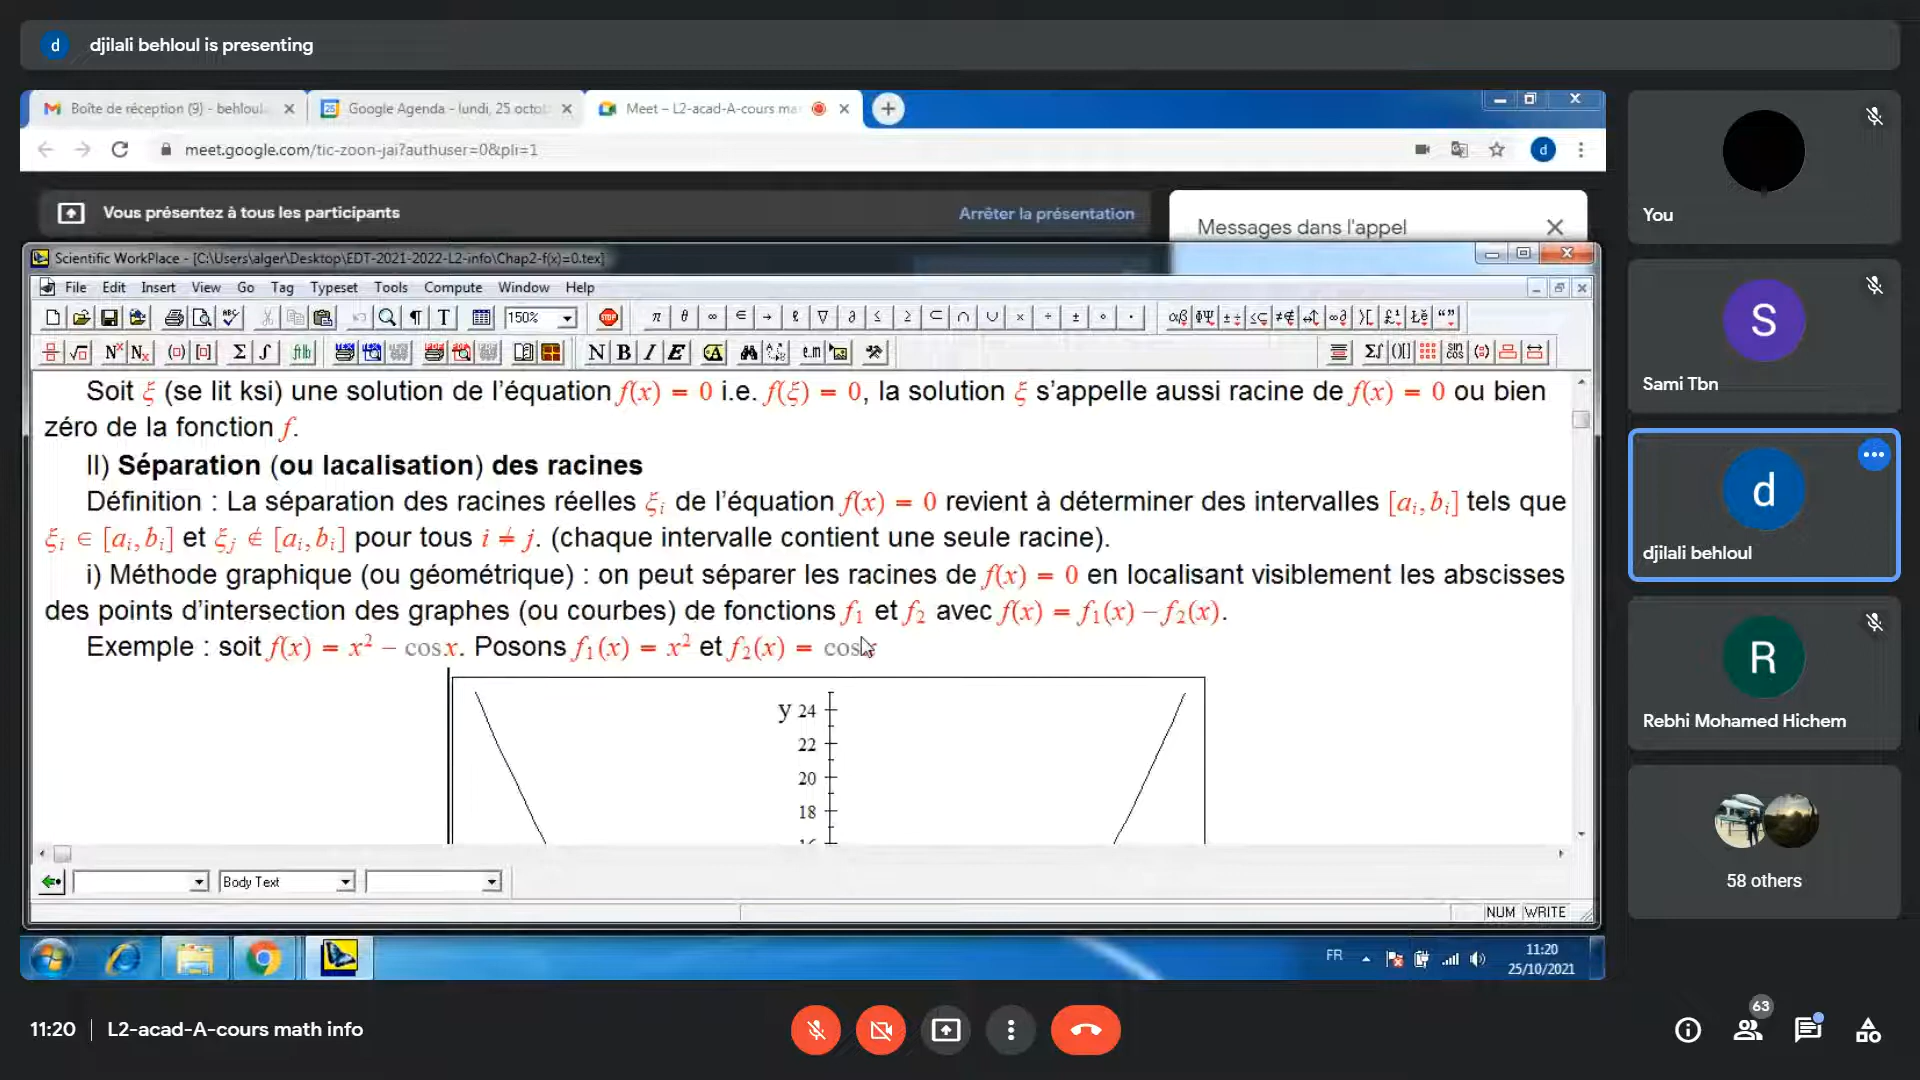 djilali behloul is presenting
Boîte de réception (9) - behloul.
Google Agenda - lundi, 25 octob
Meet – L2-acad-A-cours ma
meet.google.com/tic-zoon-jai?authuser=0&pli=1
Vous présentez à tous les participants
Arrêter la présentation
Messages dans l'appel
Scientific WorkPlace - [C:\Users\alger\Desktop\EDT-2021-2022-L2-info\Chap2-f(x)=0.tex]
File Edit Insert View Go Tag Typeset Tools Compute Window Help
150%
Soit ξ (se lit ksi) une solution de l'équation f(x) = 0 i.e. f(ξ) = 0, la solution ξ s'appelle aussi racine de f(x) = 0 ou bien
zéro de la fonction f.
II) Séparation (ou lacalisation) des racines
Définition : La séparation des racines réelles ξᵢ de l'équation f(x) = 0 revient à déterminer des intervalles [aᵢ, bᵢ] tels que
ξᵢ ∈ [aᵢ, bᵢ] et ξⱼ ∉ [aᵢ, bᵢ] pour tous i ≠ j. (chaque intervalle contient une seule racine).
i) Méthode graphique (ou géométrique) : on peut séparer les racines de f(x) = 0 en localisant visiblement les abscisses
des points d'intersection des graphes (ou courbes) de fonctions f₁ et f₂ avec f(x) = f₁(x) − f₂(x).
Exemple : soit f(x) = x² − cos x. Posons f₁(x) = x² et f₂(x) = cos x
y 24
22
20
18
16
Body Text
NUM WRITE
FR
11:20
25/10/2021
You
S
Sami Tbn
d
djilali behloul
R
Rebhi Mohamed Hichem
58 others
11:20 | L2-acad-A-cours math info
63